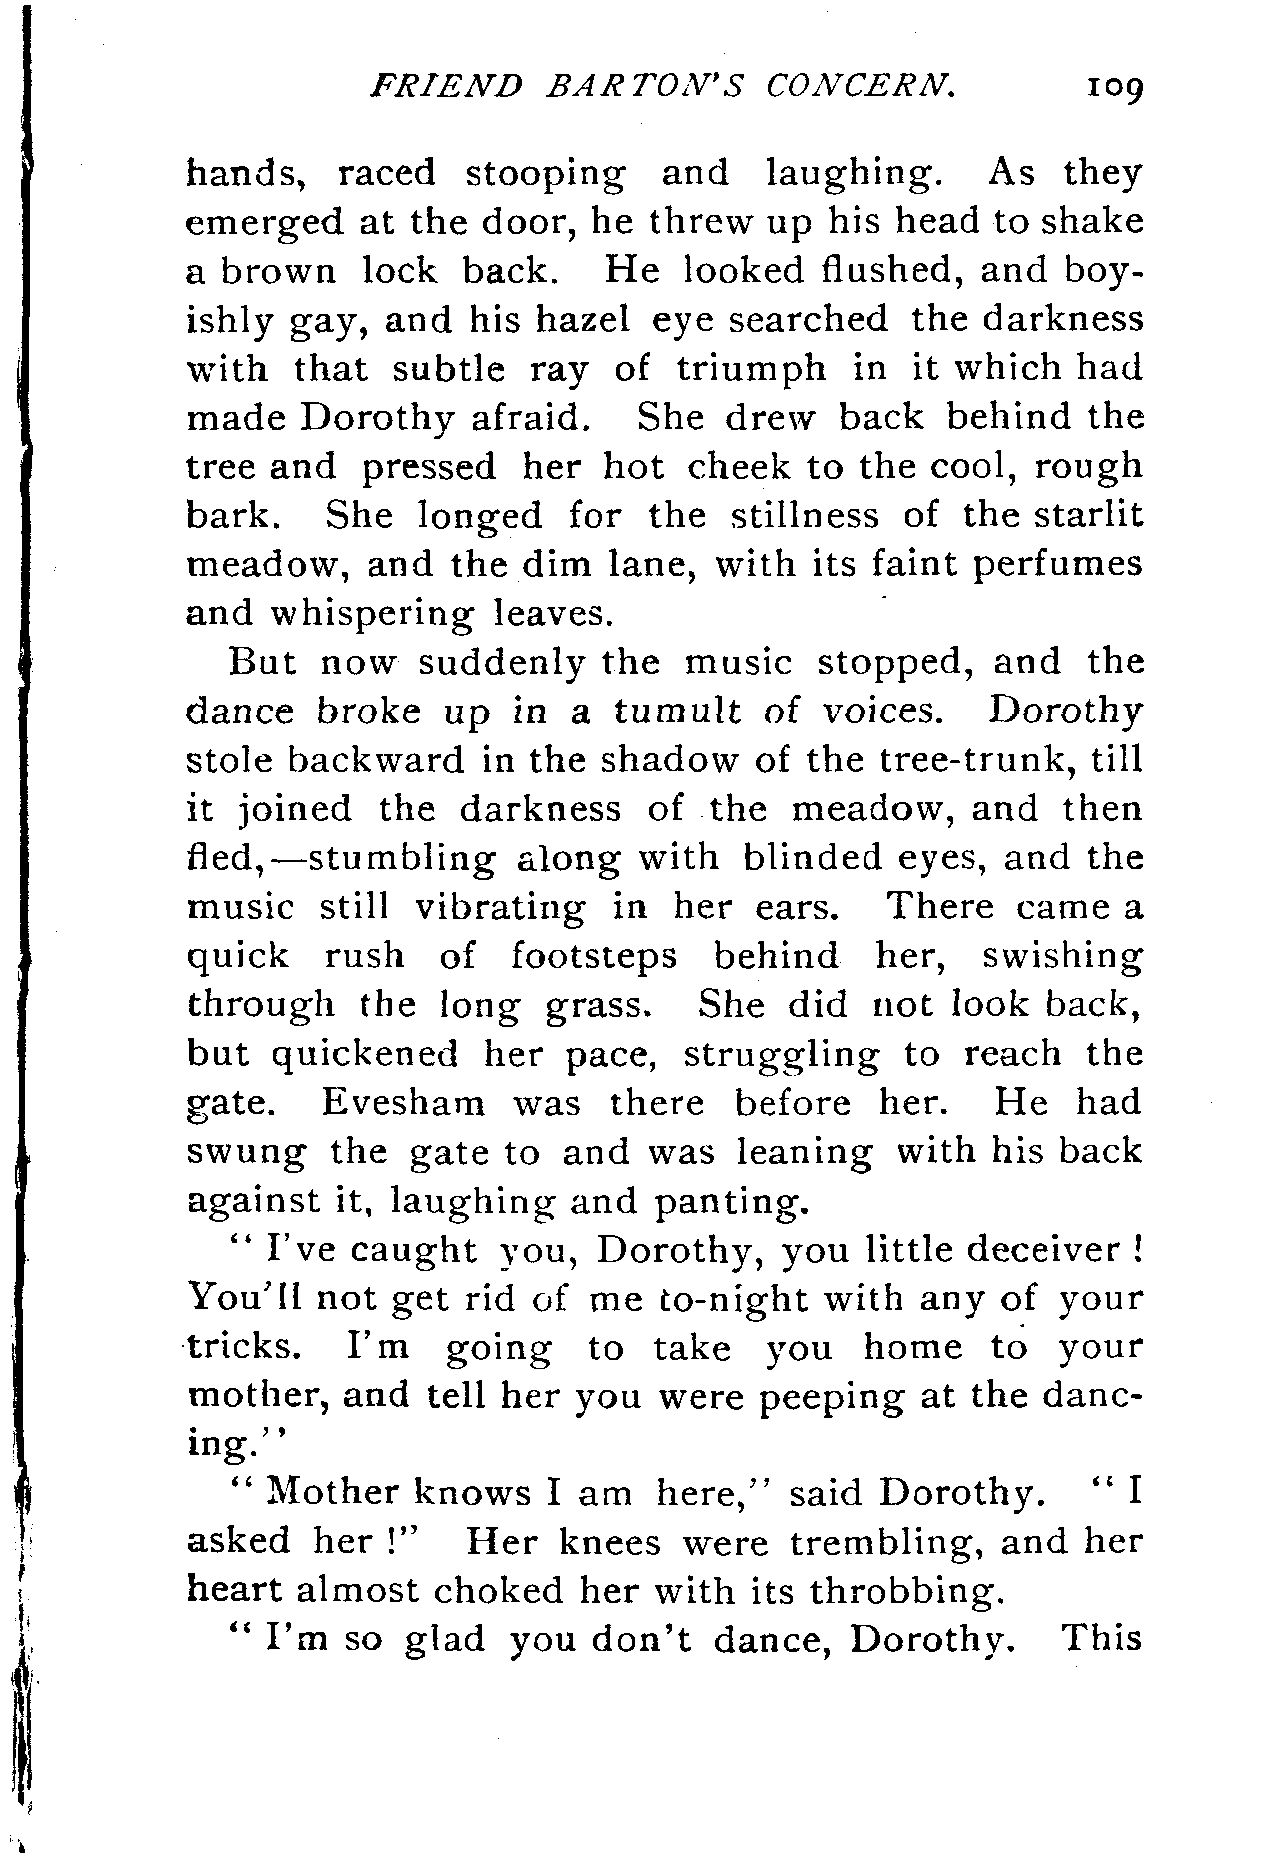 FRIEND BARTON'S CONCERN. 109
hands, raced stooping and laughing. As they
emerged at the door, he threw up his head to shake
a brown lock back. He looked flushed, and boy-
ishly gay, and his hazel eye searched the darkness
with that subtle ray of triumph in it which had
made Dorothy afraid. She drew back behind the
tree and pressed her hot cheek to the cool, rough
bark. She longed for the stillness of the starlit
meadow, and the dim lane, with its faint perfumes
and whispering leaves.
But now suddenly the music stopped, and the
dance broke up in a tumult of voices. Dorothy
stole backward in the shadow of the tree-trunk, till
it joined the darkness of the meadow, and then
fled,—stumbling along with blinded eyes, and the
music still vibrating in her ears. There came a
quick rush of footsteps behind her, swishing
through the long grass. She did not look back,
but quickened her pace, struggling to reach the
gate. Evesham was there before her. He had
swung the gate to and was leaning with his back
against it, laughing and panting.
“ I've caught you, Dorothy, you little deceiver !
You'll not get rid of me to-night with any of your
tricks. I'm going to take you home to your
mother, and tell her you were peeping at the danc-
ing.”
“ Mother knows I am here,” said Dorothy. “ I
asked her !” Her knees were trembling, and her
heart almost choked her with its throbbing.
“ I'm so glad you don't dance, Dorothy. This